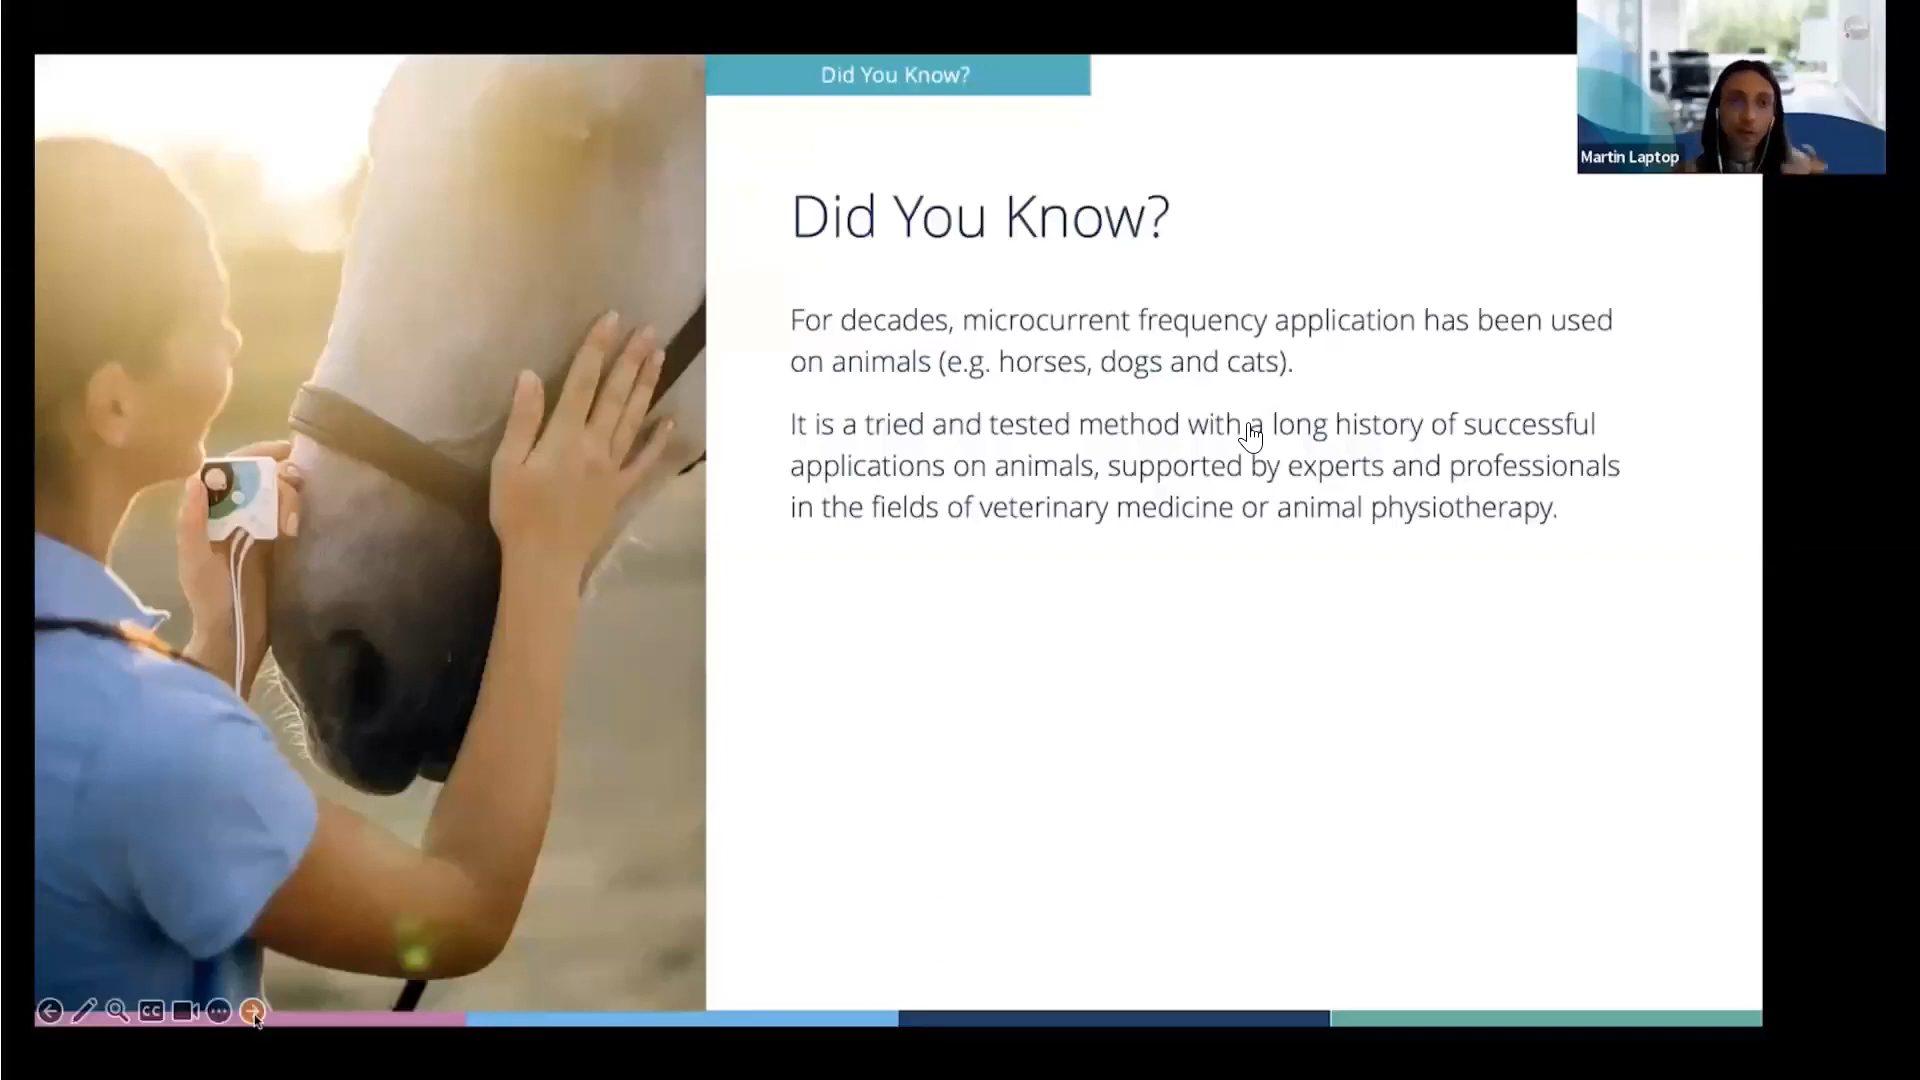 Did You Know?
Martin Laptop
Did You Know?
For decades, microcurrent frequency application has been used
on animals (e.g. horses, dogs and cats).
It is a tried and tested method with a long history of successful
applications on animals, supported by experts and professionals
in the fields of veterinary medicine or animal physiotherapy.
CC